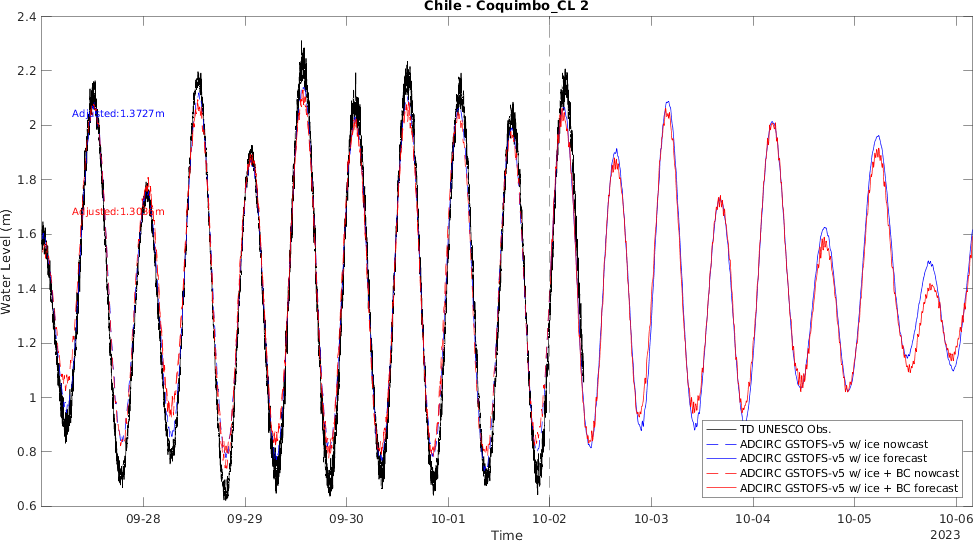 Chile - Coquimbo_CL 2
Water Level (m)
2.4
2.2
2
1.8
1.6
1.4
1.2
1
0.8
0.6
Adjusted:1.3727m
TD UNESCO Obs.
ADCIRC GSTOFS-v5 w/ ice nowcast
ADCIRC GSTOFS-v5 w/ ice forecast
ADCIRC GSTOFS-v5 w/ ice + BC nowcast
ADCIRC GSTOFS-v5 w/ ice + BC forecast
09-28
09-29
09-30
10-01
10-02
10-03
10-04
10-05
10-06
Time
2023